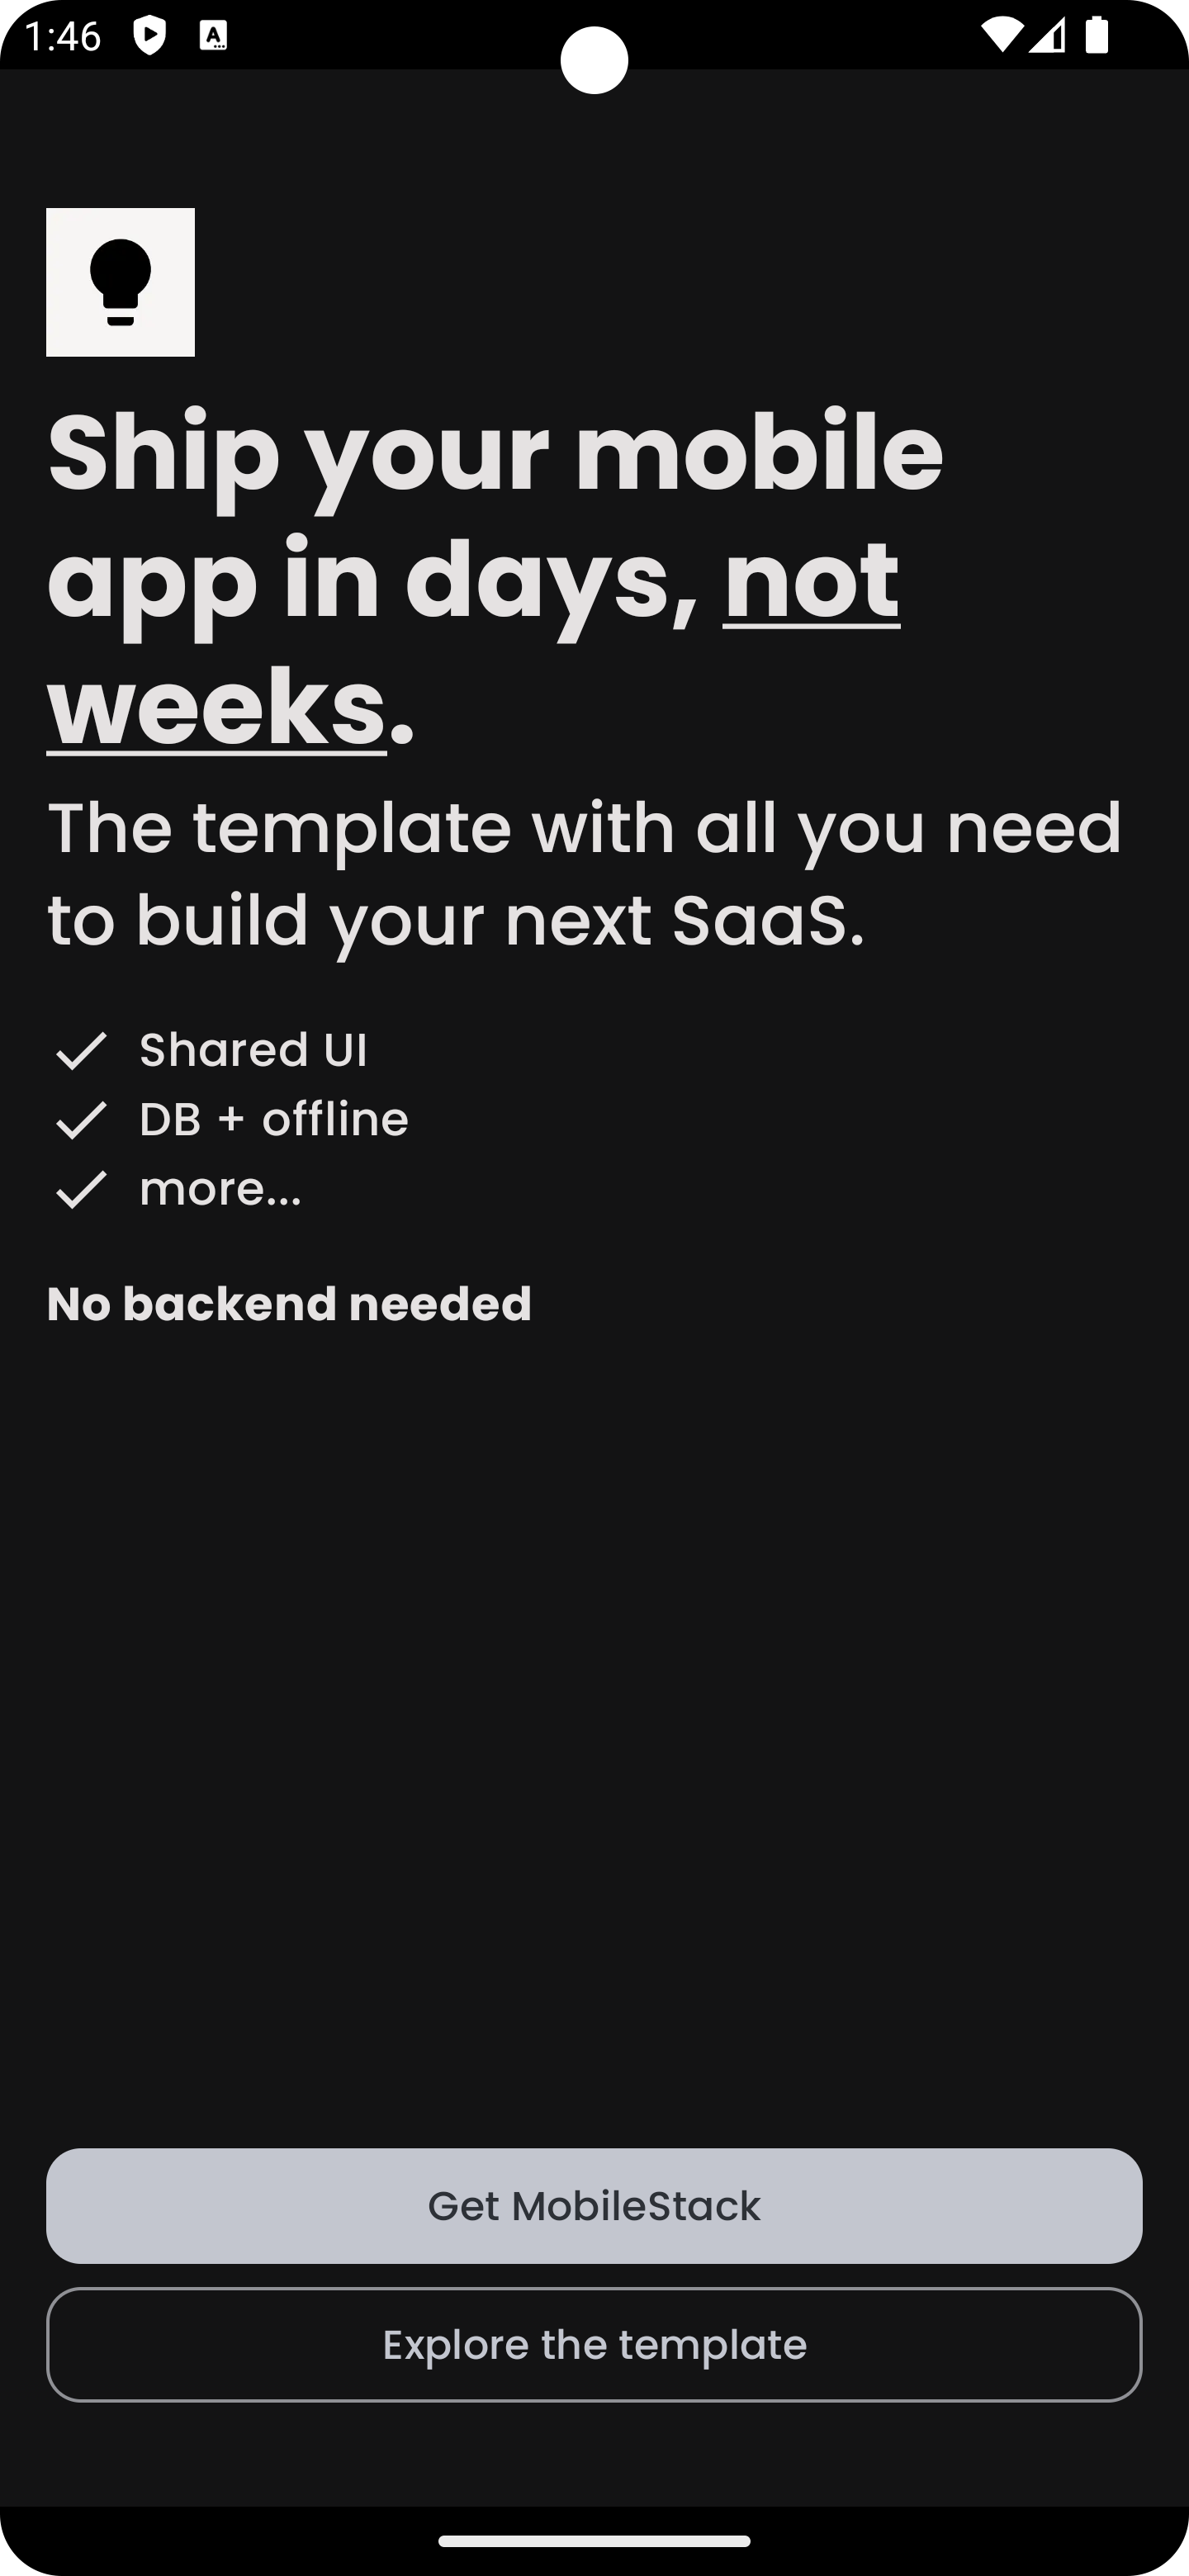 1:46
Ship your mobile
app in days, not
weeks.
The template with all you need
to build your next SaaS.
Shared UI
DB + offline
more...
No backend needed
Get MobileStack
Explore the template